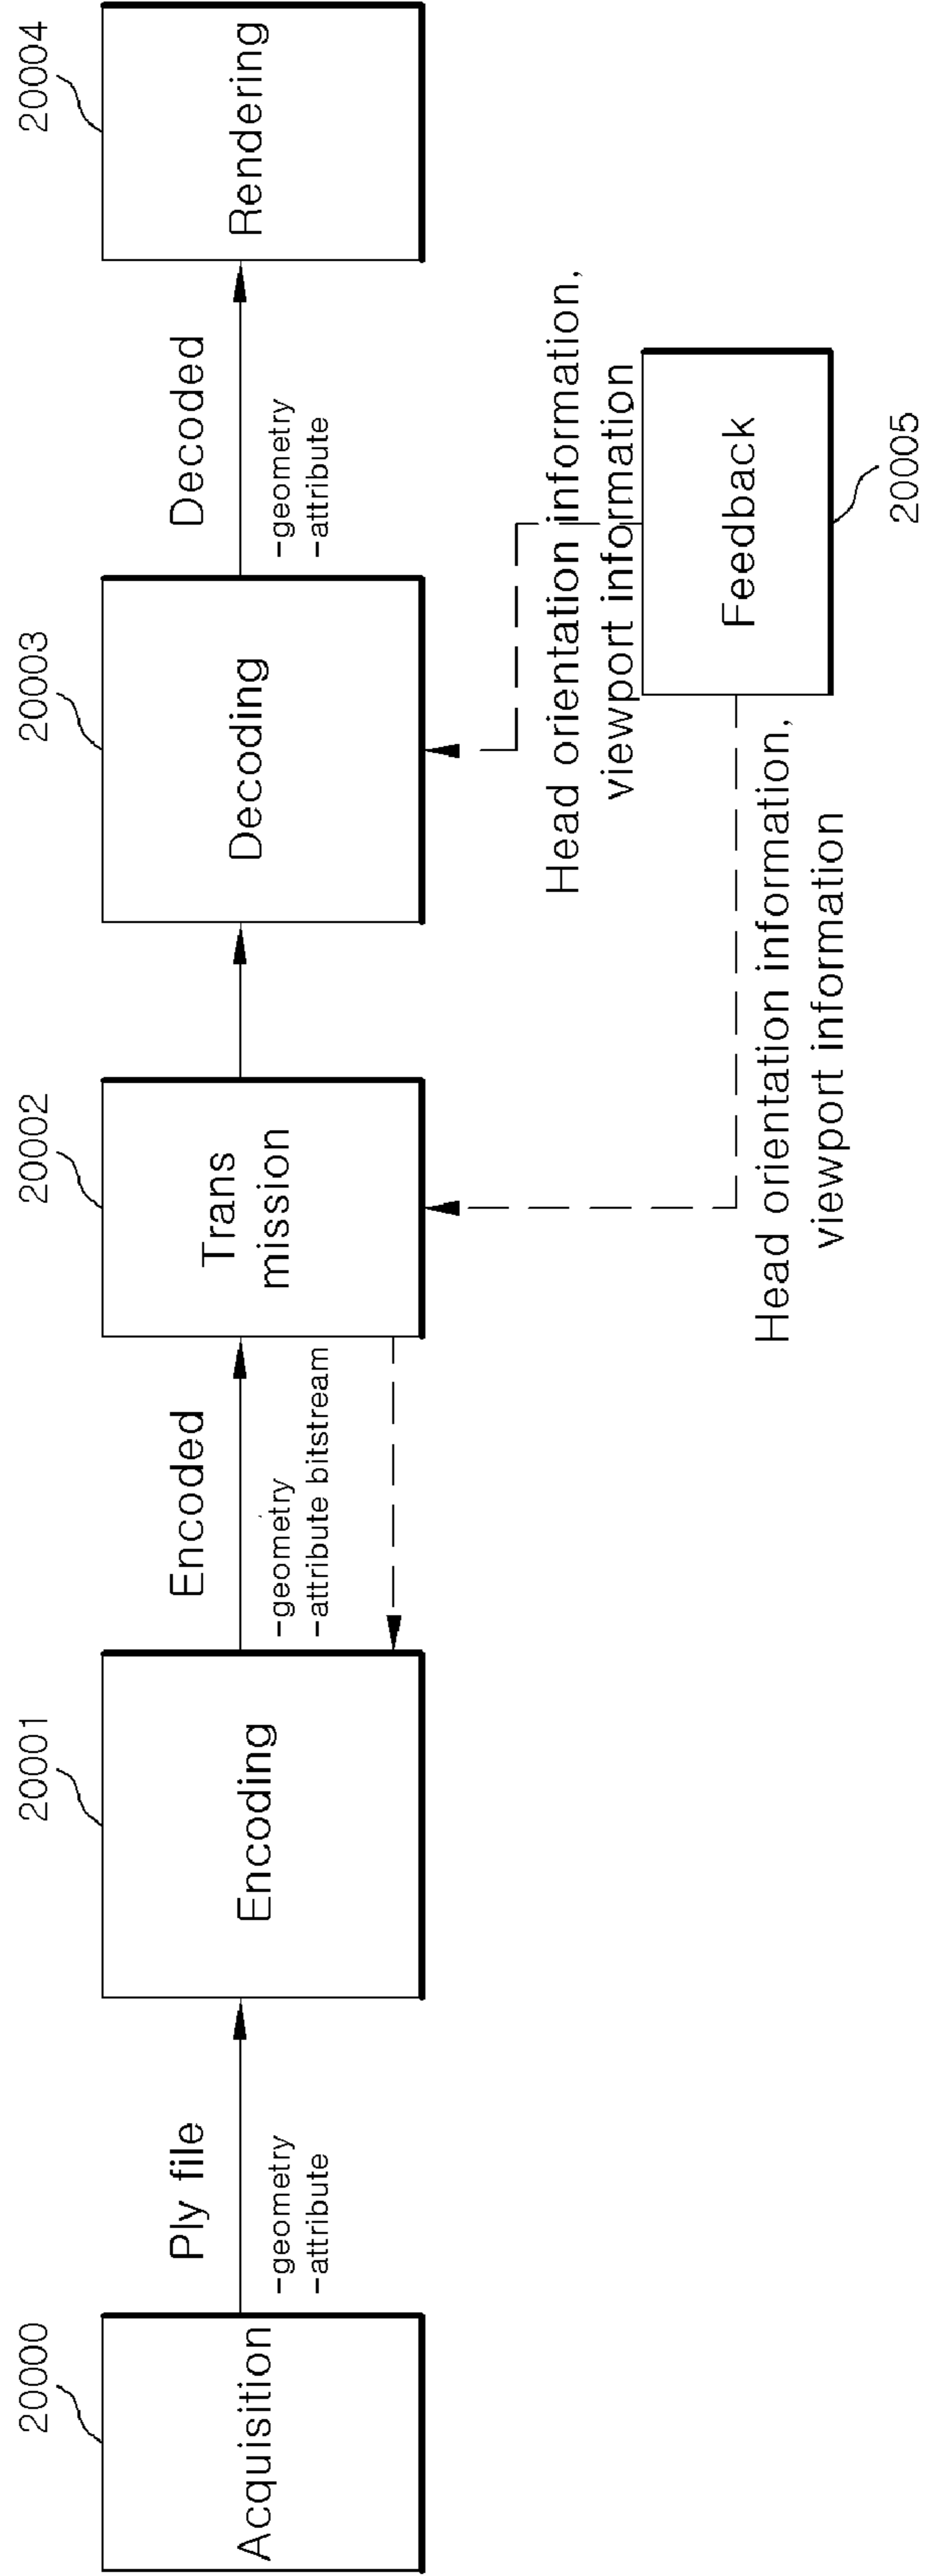 20000
20001
20002
20003
20004
Acquisition
Ply file
-geometry
-attribute
Encoding
Encoded
-geometry
-attribute bitstream
Trans
mission
Decoding
Decoded
-geometry
-attribute
Rendering
Head orientation information,
viewport information
Feedback
20005
Head orientation information,
viewport information